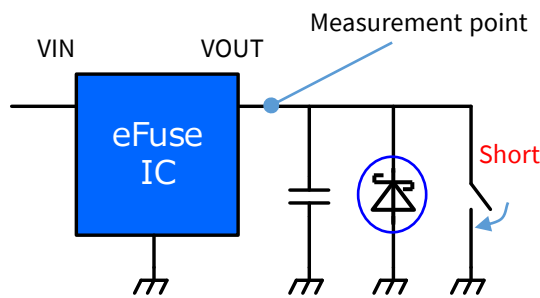 Measurement point
VIN
VOUT
eFuse
IC
Short